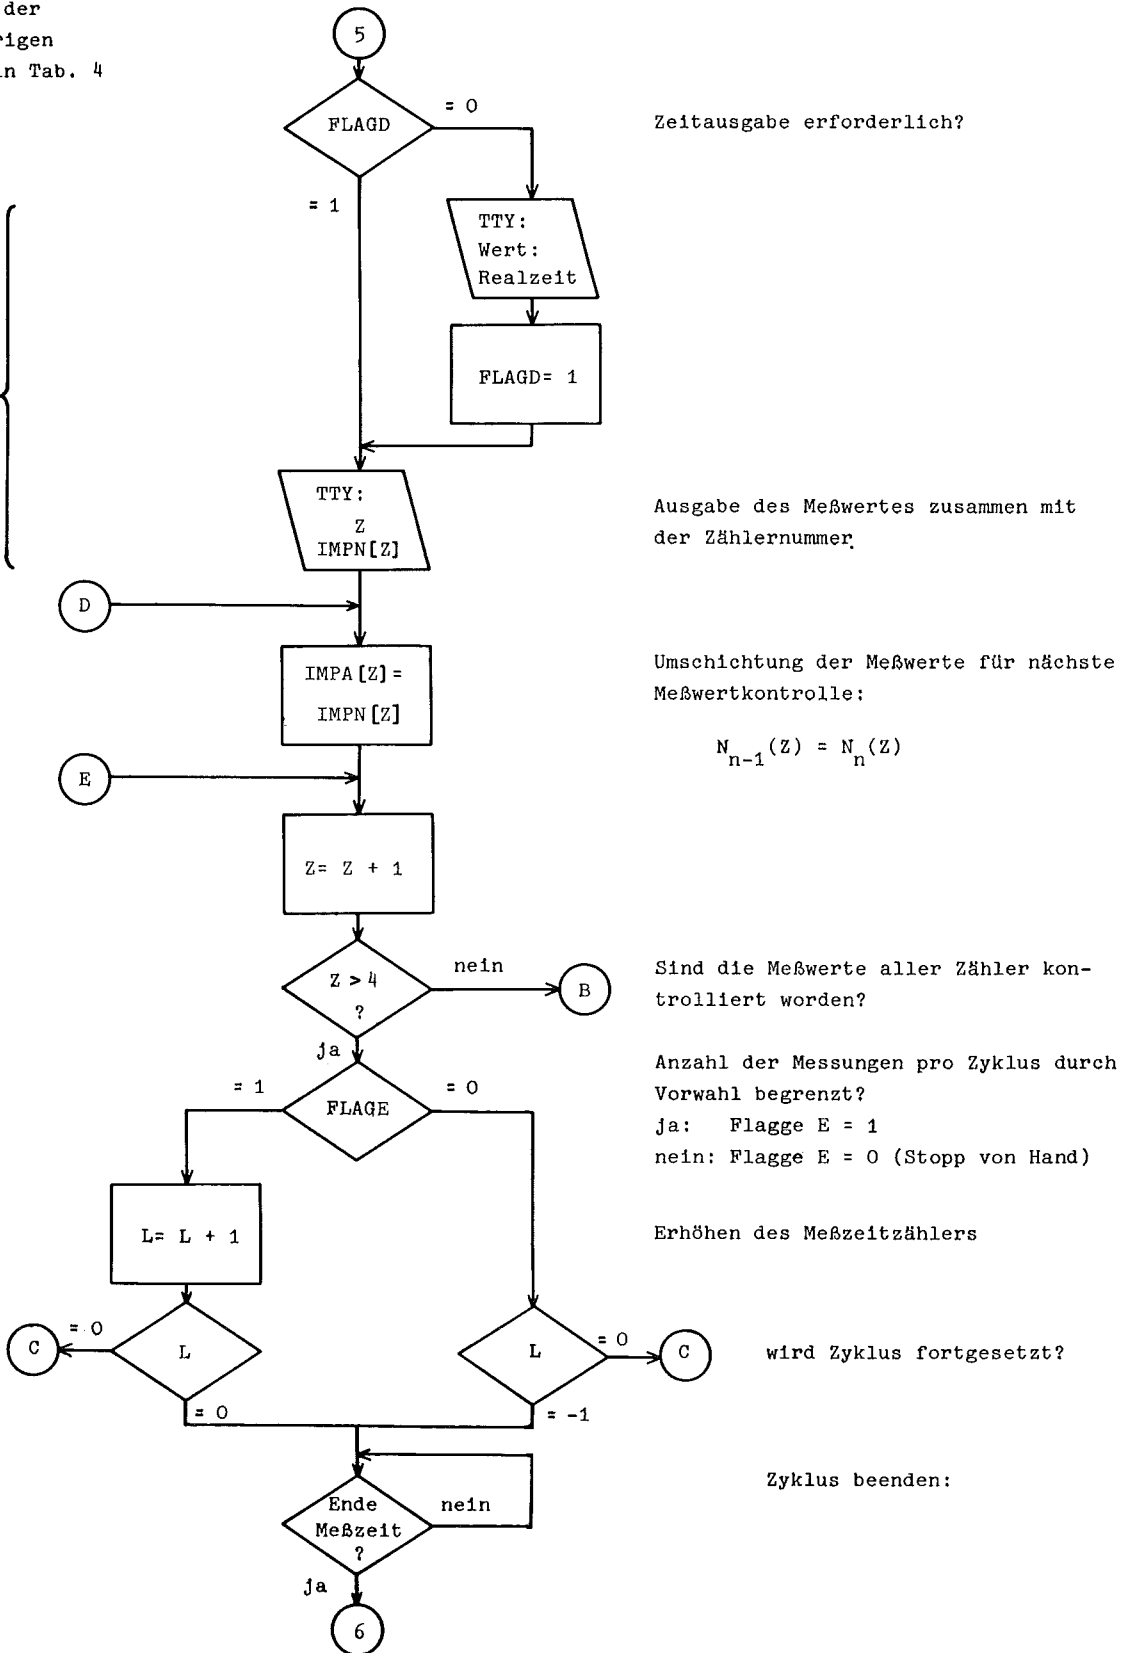 der
rigen
n Tab. 4
5
FLAGD
= 0
Zeitausgabe erforderlich?
= 1
TTY:
Wert:
Realzeit
FLAGD= 1
TTY:
Z
IMPN[Z]
Ausgabe des Meßwertes zusammen mit
der Zählernummer.
D
IMPA[Z]=
IMPN[Z]
Umschichtung der Meßwerte für nächste
Meßwertkontrolle:
N_{n-1}(Z) = N_n(Z)
E
Z= Z + 1
Z > 4
?
nein
B
Sind die Meßwerte aller Zähler kon-
trolliert worden?
ja
FLAGE
= 1
= 0
Anzahl der Messungen pro Zyklus durch
Vorwahl begrenzt?
ja: Flagge E = 1
nein: Flagge E = 0 (Stopp von Hand)
L= L + 1
Erhöhen des Meßzeitzählers
C
= 0
L
L
= 0
C
wird Zyklus fortgesetzt?
= 0
= -1
Zyklus beenden:
Ende
Meßzeit
?
nein
ja
6